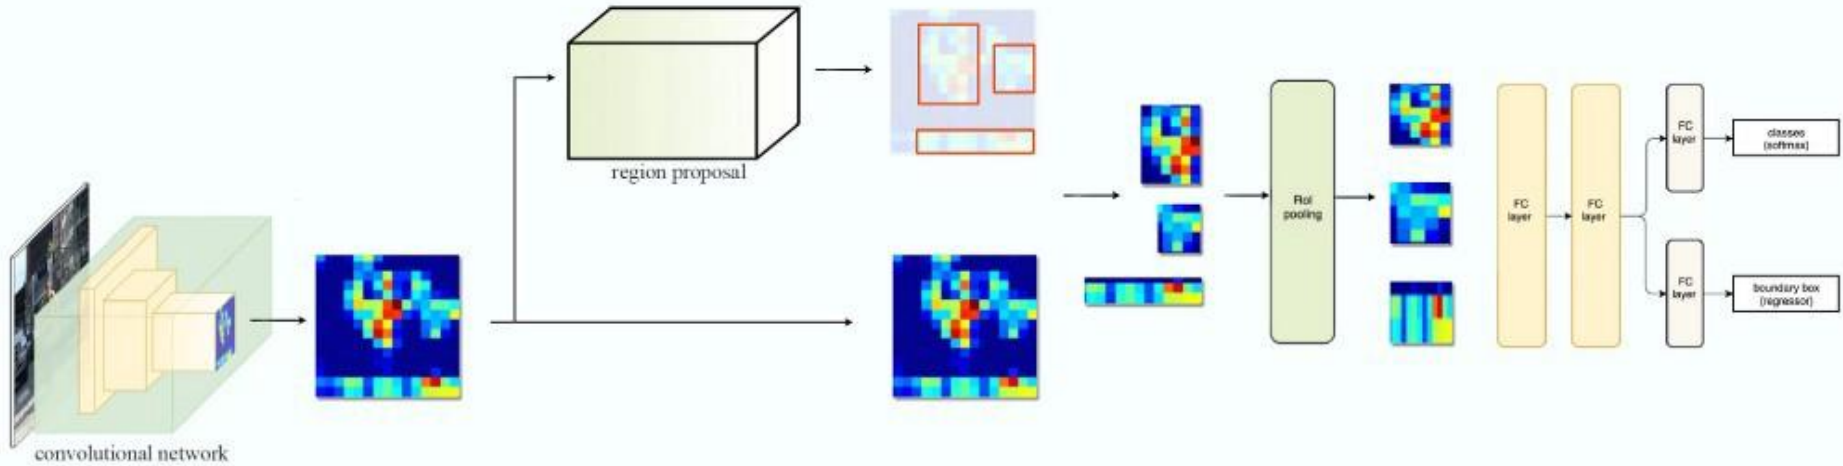 region proposal
convolutional network
RoI
pooling
FC
layer
FC
layer
FC
layer
classes
(softmax)
FC
layer
boundary box
(regressor)